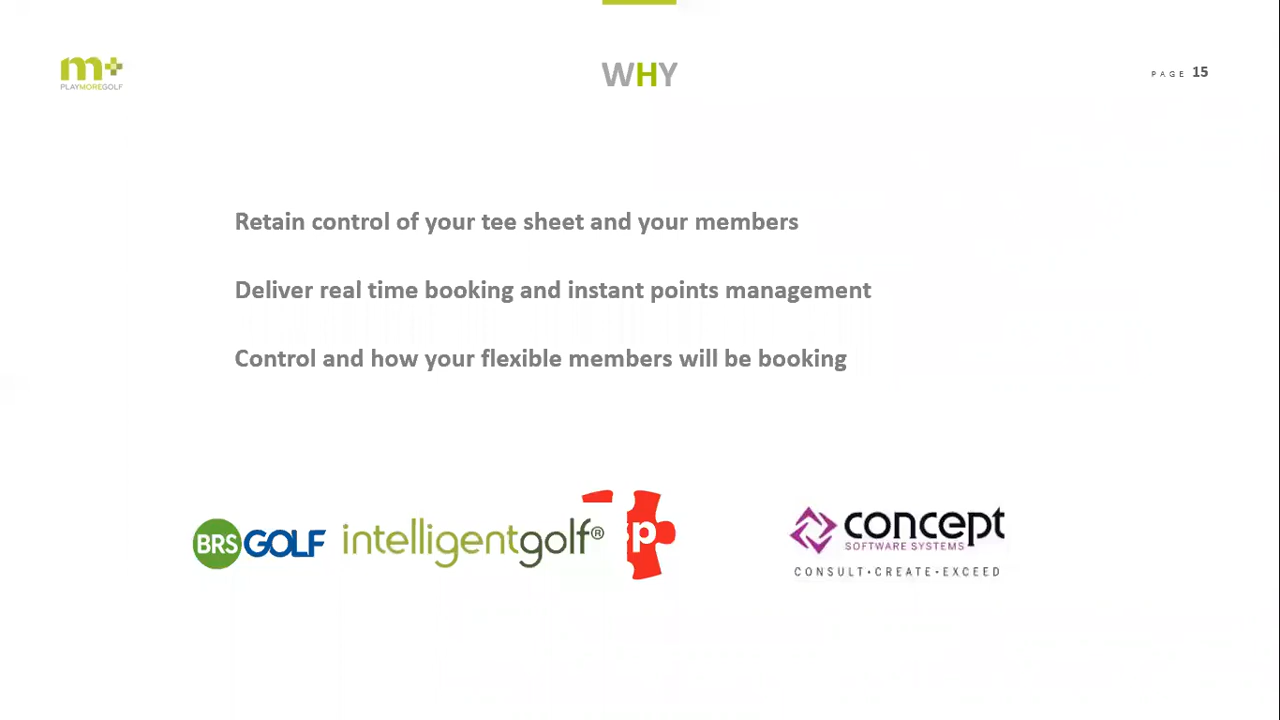 m+
PLAYMOREGOLF
WHY
PAGE 15
Retain control of your tee sheet and your members
Deliver real time booking and instant points management
Control and how your flexible members will be booking
BRS GOLF
intelligentgolf®
sp
concept
SOFTWARE SYSTEMS
CONSULT•CREATE•EXCEED